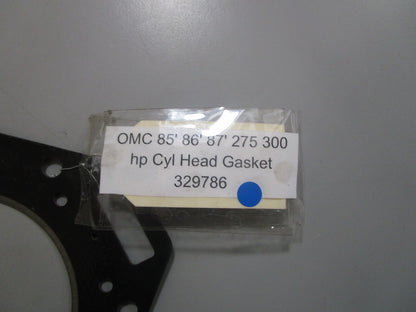 OMC 85' 86' 87' 275 300
hp Cyl Head Gasket
329786